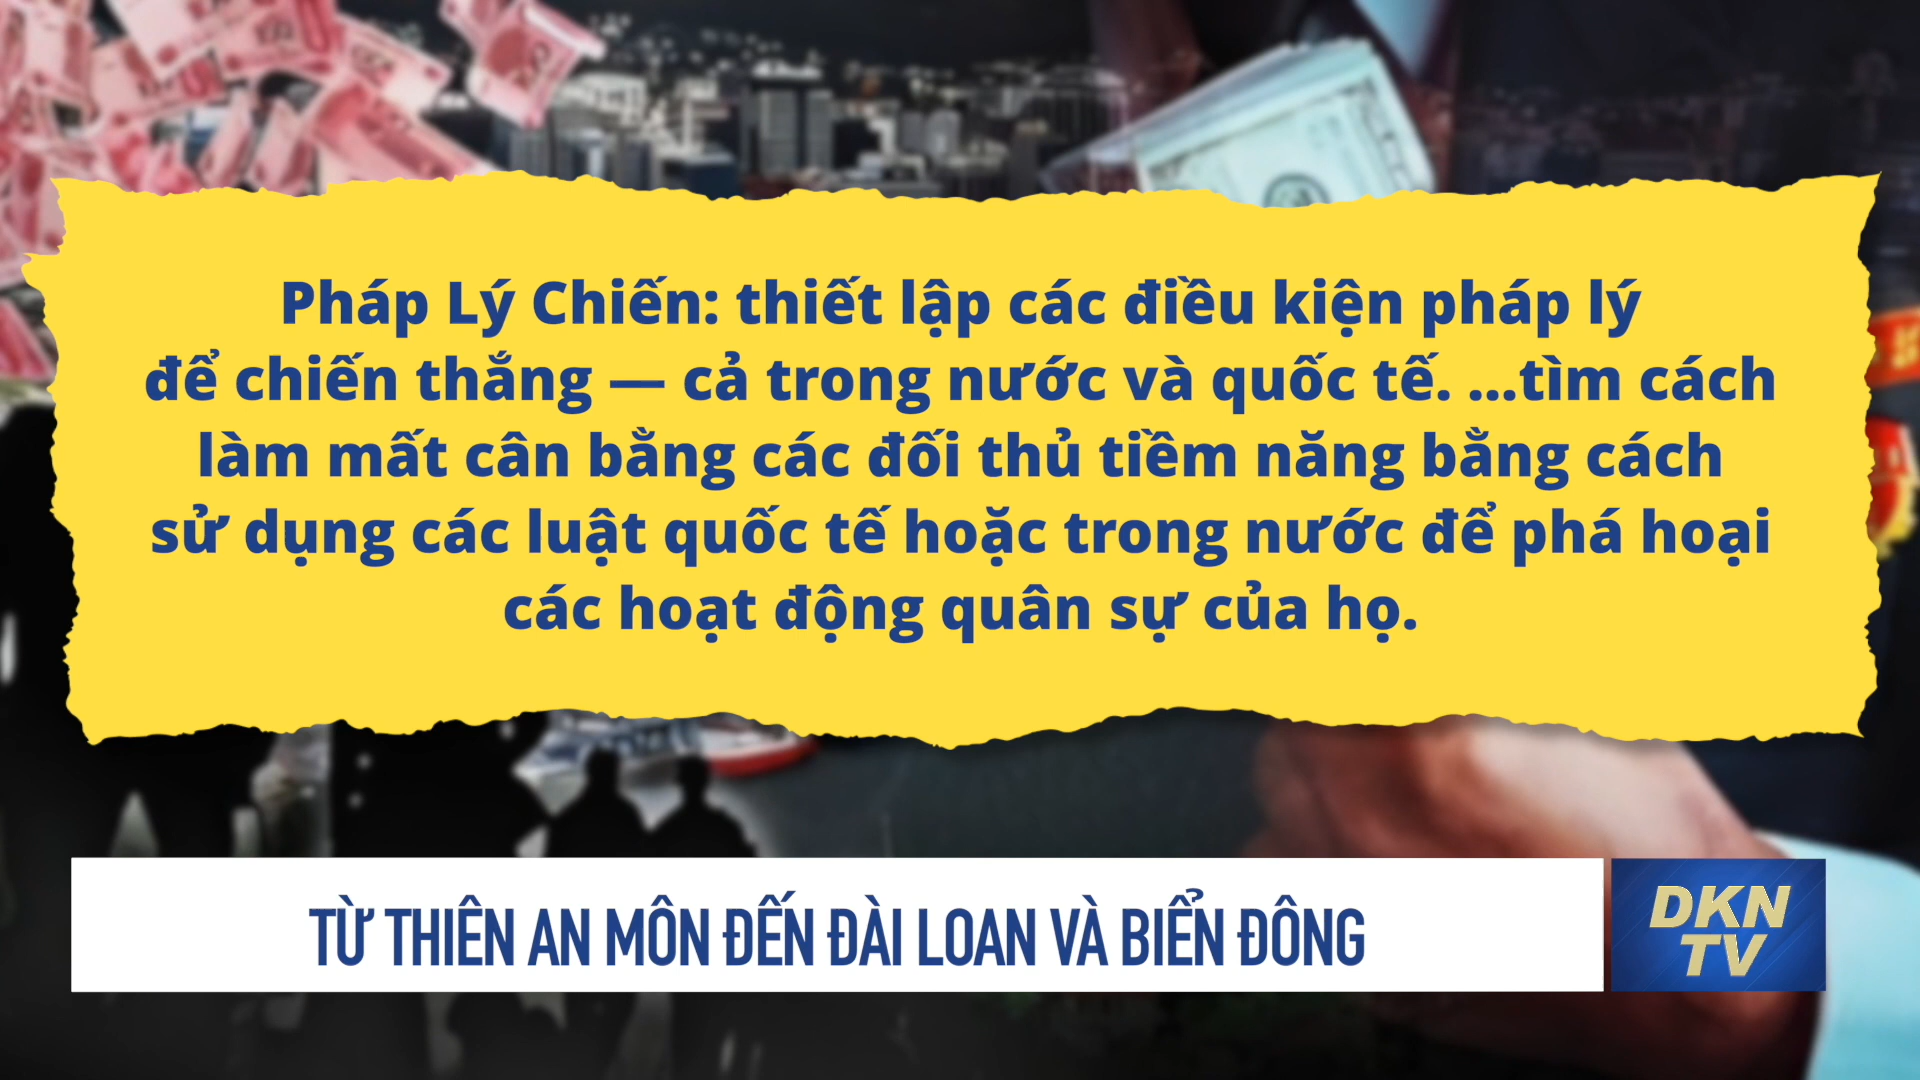 Pháp Lý Chiến: thiết lập các điều kiện pháp lý
để chiến thắng — cả trong nước và quốc tế. ...tìm cách
làm mất cân bằng các đối thủ tiềm năng bằng cách
sử dụng các luật quốc tế hoặc trong nước để phá hoại
các hoạt động quân sự của họ.
TỪ THIÊN AN MÔN ĐẾN ĐÀI LOAN VÀ BIỂN ĐÔNG
DKN
TV